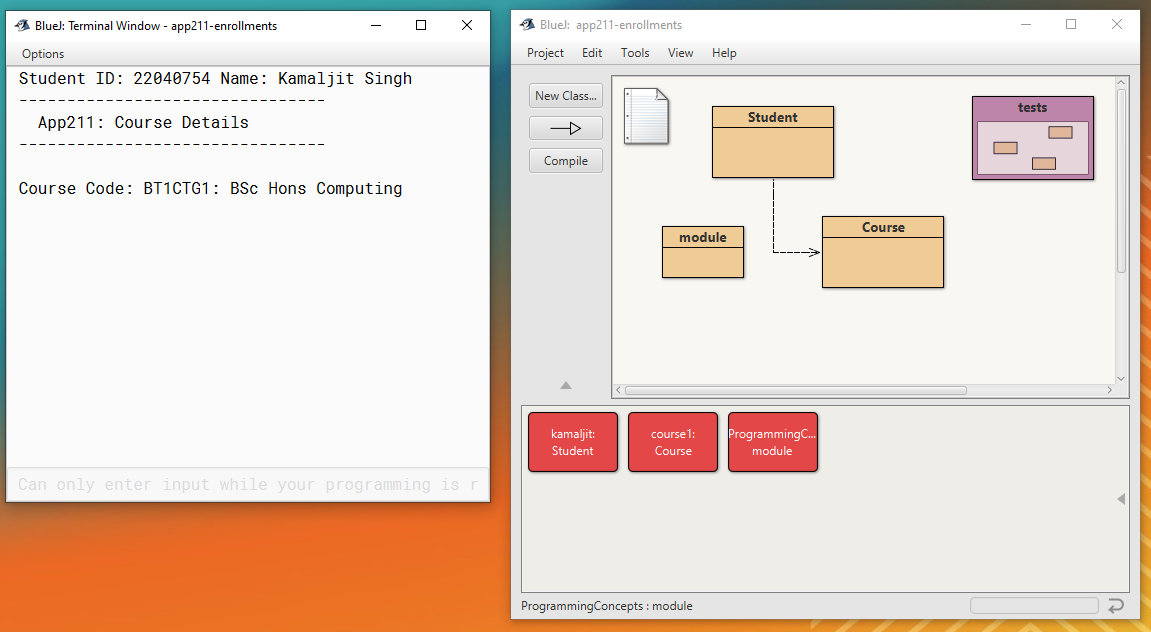 BlueJ: Terminal Window - app211-enrollments
Options
Student ID: 22040754 Name: Kamaljit Singh
--------------------------------
App211: Course Details
--------------------------------
Course Code: BT1CTG1: BSc Hons Computing
Can only enter input while your programming is r
BlueJ: app211-enrollments
Project Edit Tools View Help
New Class...
Compile
Student
tests
module
Course
kamaljit:
Student
course1:
Course
ProgrammingC...
module
ProgrammingConcepts : module